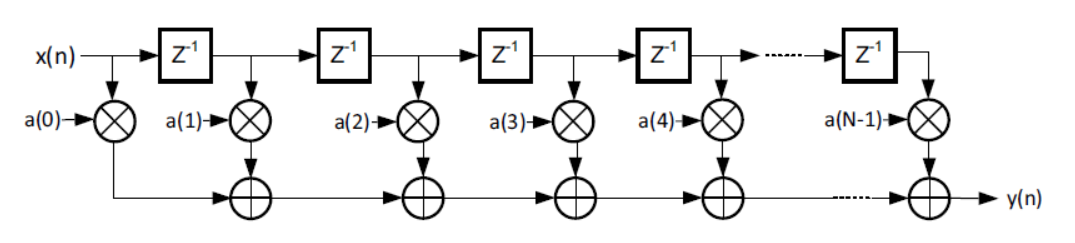 x(n) Z⁻¹ Z⁻¹ Z⁻¹ Z⁻¹ Z⁻¹
a(0) a(1) a(2) a(3) a(4) a(N-1)
y(n)